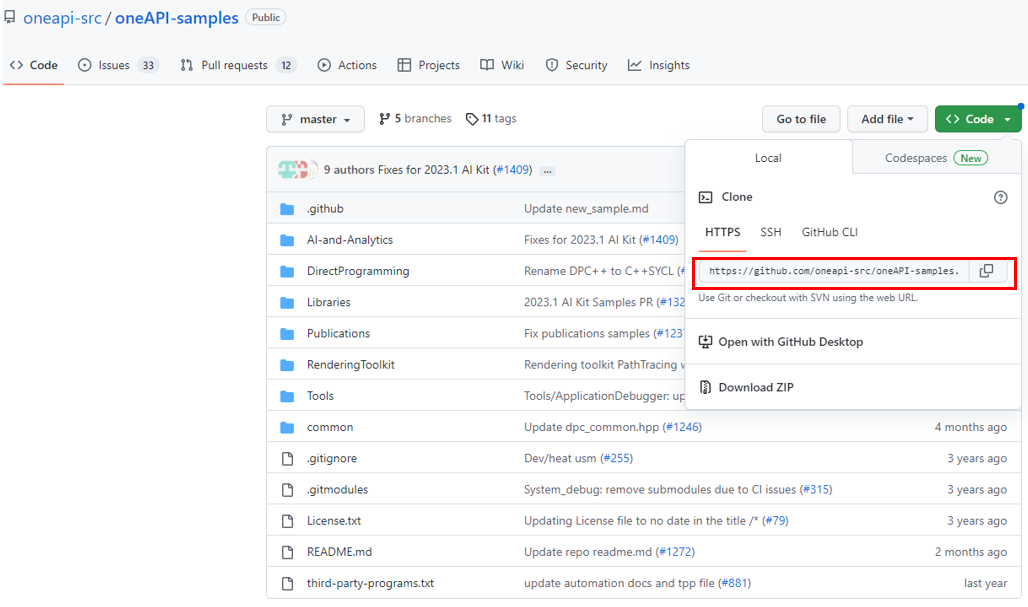 oneapi-src / oneAPI-samples Public
Code Issues 33 Pull requests 12 Actions Projects Wiki Security Insights
master 5 branches 11 tags Go to file Add file Code
Local Codespaces New
9 authors Fixes for 2023.1 AI Kit (#1409) ...
Clone
.github Update new_sample.md
HTTPS SSH GitHub CLI
AI-and-Analytics Fixes for 2023.1 AI Kit (#1409)
DirectProgramming Rename DPC++ to C++SYCL (#
https://github.com/oneapi-src/oneAPI-samples.
Libraries 2023.1 AI Kit Samples PR (#132
Use Git or checkout with SVN using the web URL.
Publications Fix publications samples (#1237
Open with GitHub Desktop
RenderingToolkit Rendering toolkit PathTracing
Download ZIP
Tools Tools/ApplicationDebugger: up
common Update dpc_common.hpp (#1246) 4 months ago
.gitignore Dev/heat usm (#255) 3 years ago
.gitmodules System_debug: remove submodules due to CI issues (#315) 3 years ago
License.txt Updating License file to no date in the title /* (#79) 3 years ago
README.md Update repo readme.md (#1272) 2 months ago
third-party-programs.txt update automation docs and tpp file (#881) last year